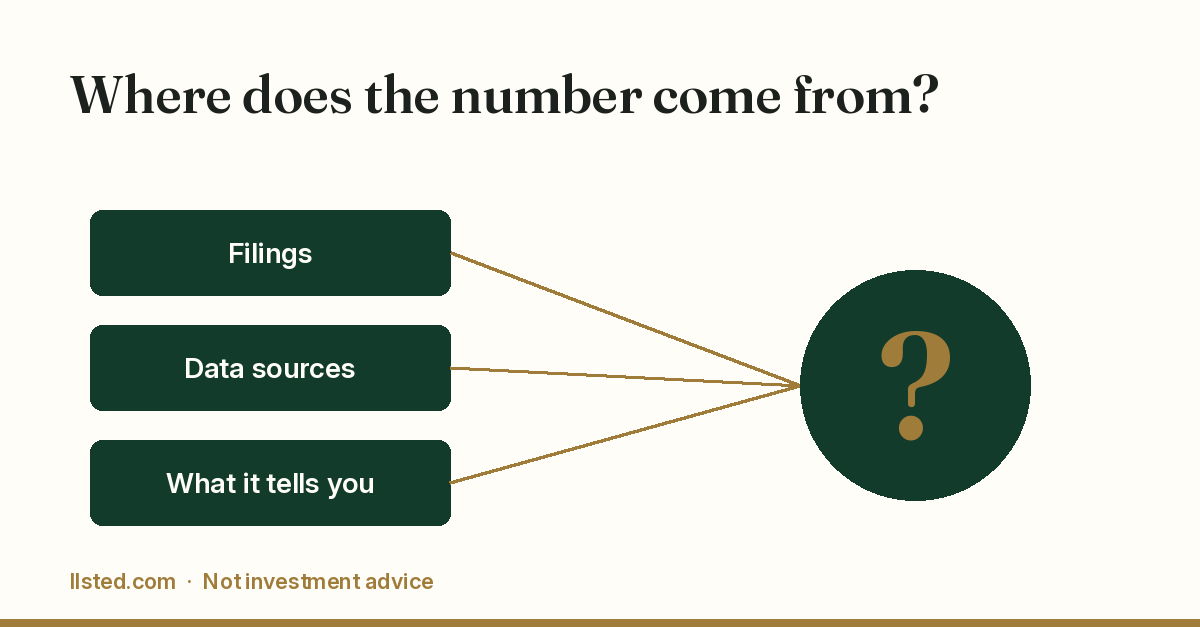 Where does the number come from?
Filings
Data sources
What it tells you
?
llsted.com · Not investment advice